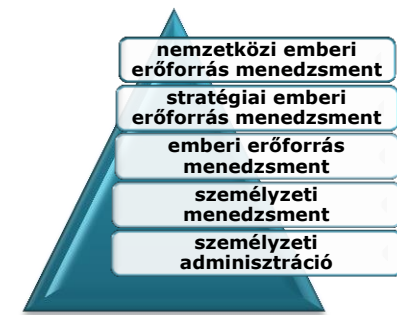 nemzetközi emberi
erőforrás menedzsment
stratégiai emberi
erőforrás menedzsment
emberi erőforrás
menedzsment
személyzeti
menedzsment
személyzeti
adminisztráció